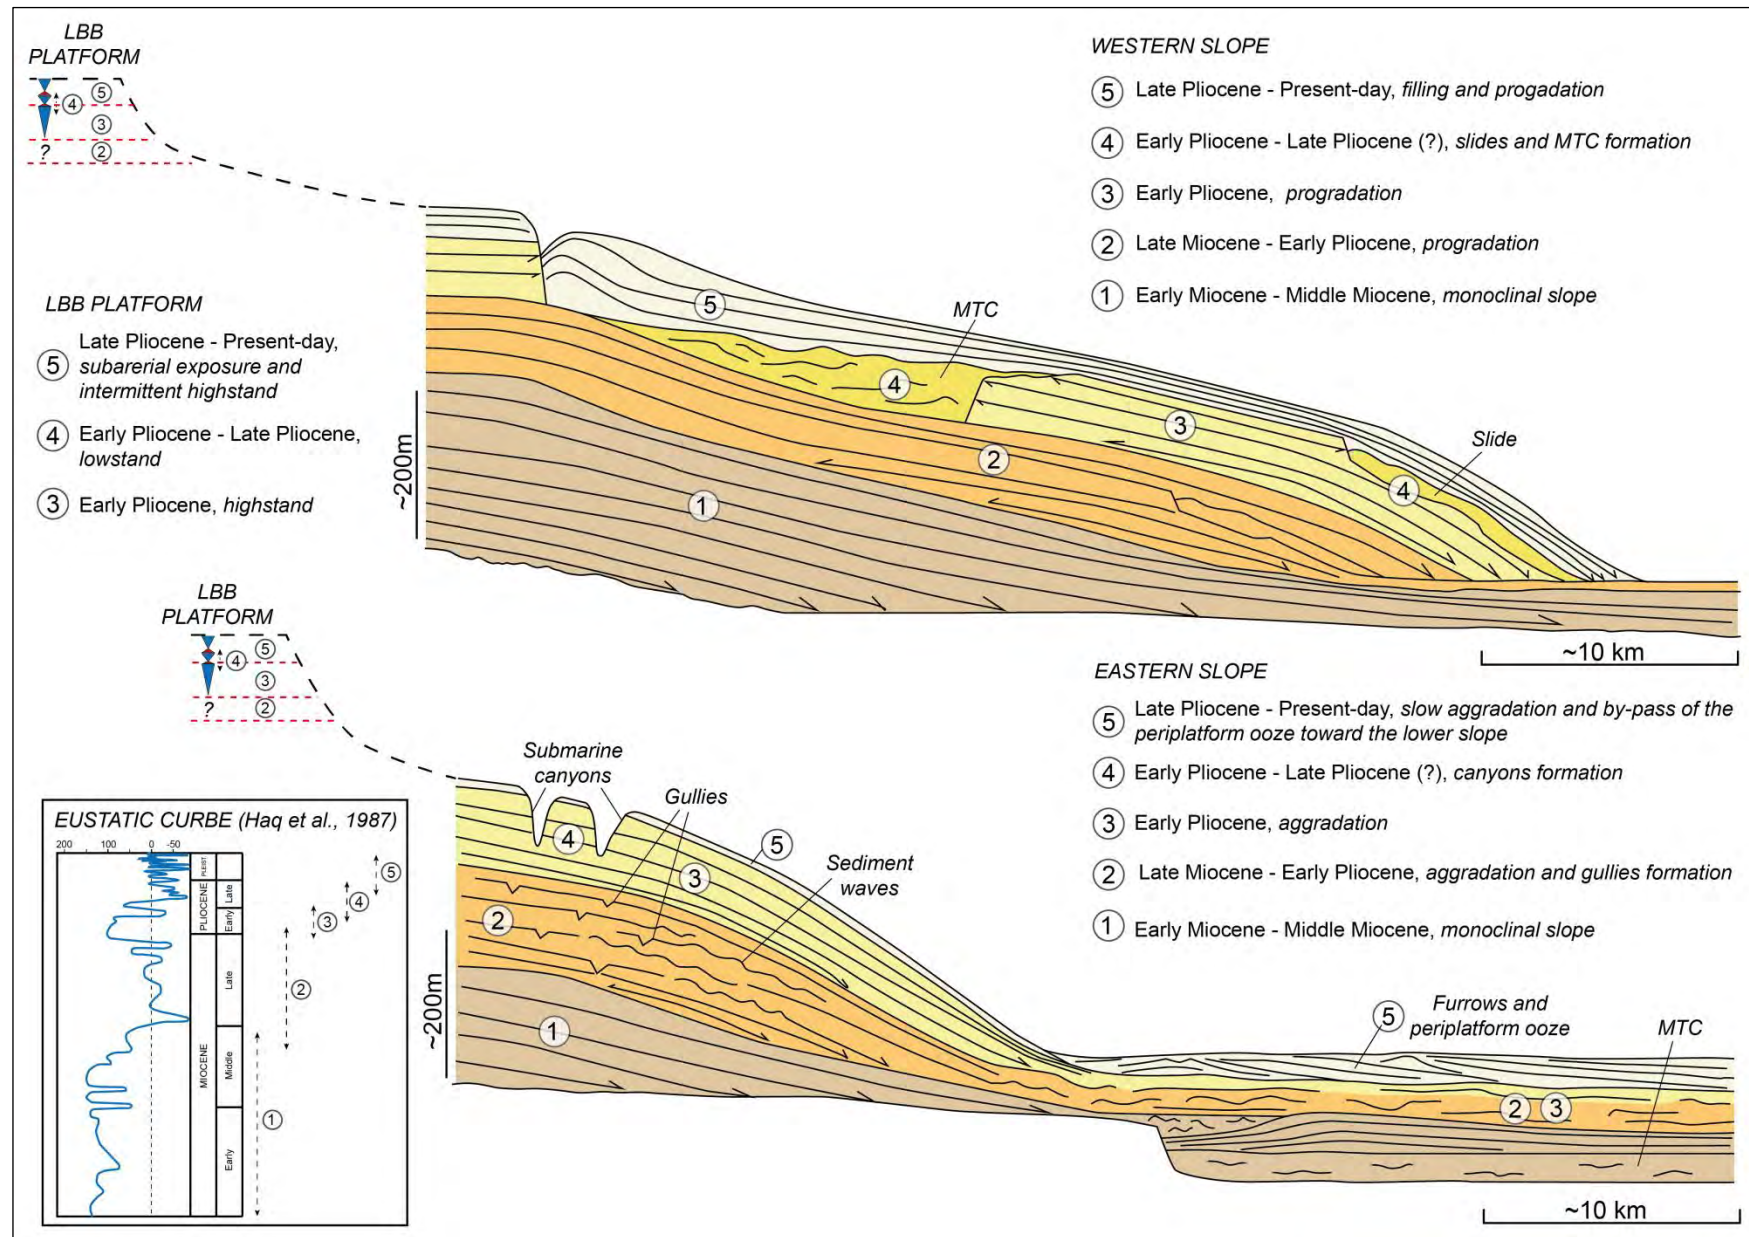 LBB
PLATFORM
5
4
3
?
2
WESTERN SLOPE
5 Late Pliocene - Present-day, filling and progadation
4 Early Pliocene - Late Pliocene (?), slides and MTC formation
3 Early Pliocene, progradation
2 Late Miocene - Early Pliocene, progradation
1 Early Miocene - Middle Miocene, monoclinal slope
LBB PLATFORM
5 Late Pliocene - Present-day,
subarerial exposure and
intermittent highstand
4 Early Pliocene - Late Pliocene,
lowstand
3 Early Pliocene, highstand
~200m
5
MTC
4
3
Slide
2
4
1
~10 km
LBB
PLATFORM
5
4
3
?
2
EASTERN SLOPE
5 Late Pliocene - Present-day, slow aggradation and by-pass of the
periplatform ooze toward the lower slope
4 Early Pliocene - Late Pliocene (?), canyons formation
3 Early Pliocene, aggradation
2 Late Miocene - Early Pliocene, aggradation and gullies formation
1 Early Miocene - Middle Miocene, monoclinal slope
Submarine
canyons
Gullies
4
5
Sediment
waves
3
2
~200m
1
5
Furrows and
periplatform ooze
MTC
2 3
~10 km
EUSTATIC CURBE (Haq et al., 1987)
200 100 0 -50
PLEIST.
PLIOCENE
Late
Early
MIOCENE
Late
Middle
Early
5
4
3
2
1